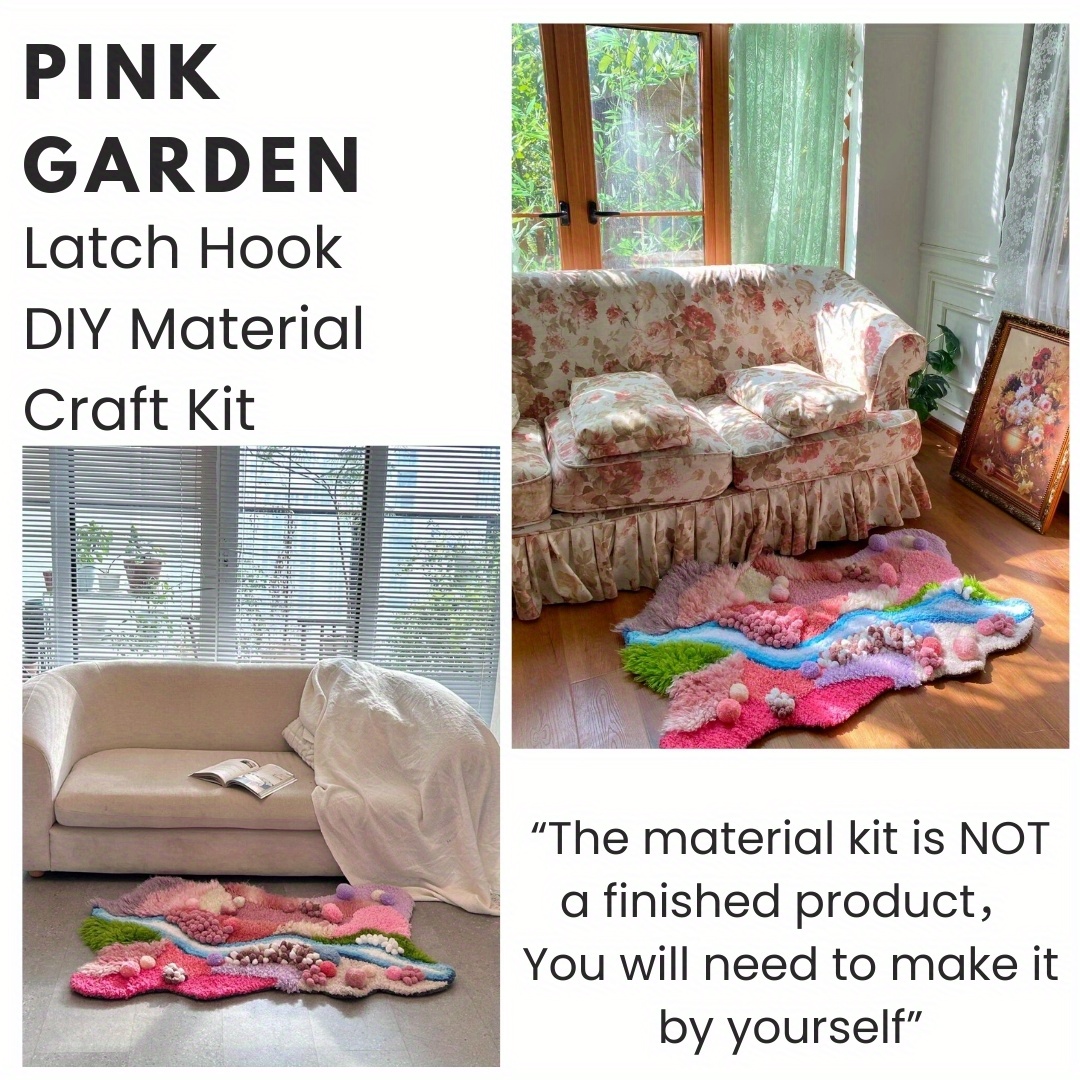 PINK
GARDEN
Latch Hook
DIY Material
Craft Kit
“The material kit is NOT
a finished product，
You will need to make it
by yourself”